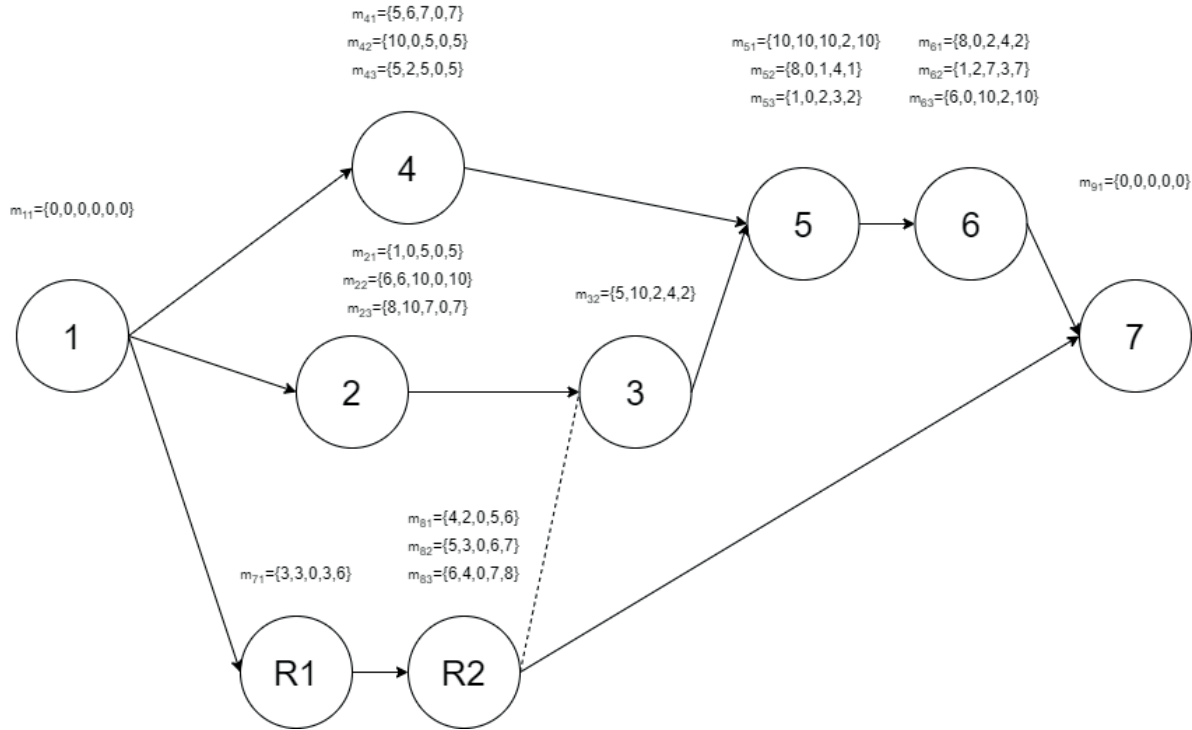 m41={5,6,7,0,7}
m42={10,0,5,0,5}
m43={5,2,5,0,5}
4
m51={10,10,10,2,10}
m52={8,0,1,4,1}
m53={1,0,2,3,2}
5
m61={8,0,2,4,2}
m62={1,2,7,3,7}
m63={6,0,10,2,10}
6
m91={0,0,0,0,0}
7
m11={0,0,0,0,0,0}
1
m21={1,0,5,0,5}
m22={6,6,10,0,10}
m23={8,10,7,0,7}
2
m32={5,10,2,4,2}
3
m71={3,3,0,3,6}
R1
m81={4,2,0,5,6}
m82={5,3,0,6,7}
m83={6,4,0,7,8}
R2